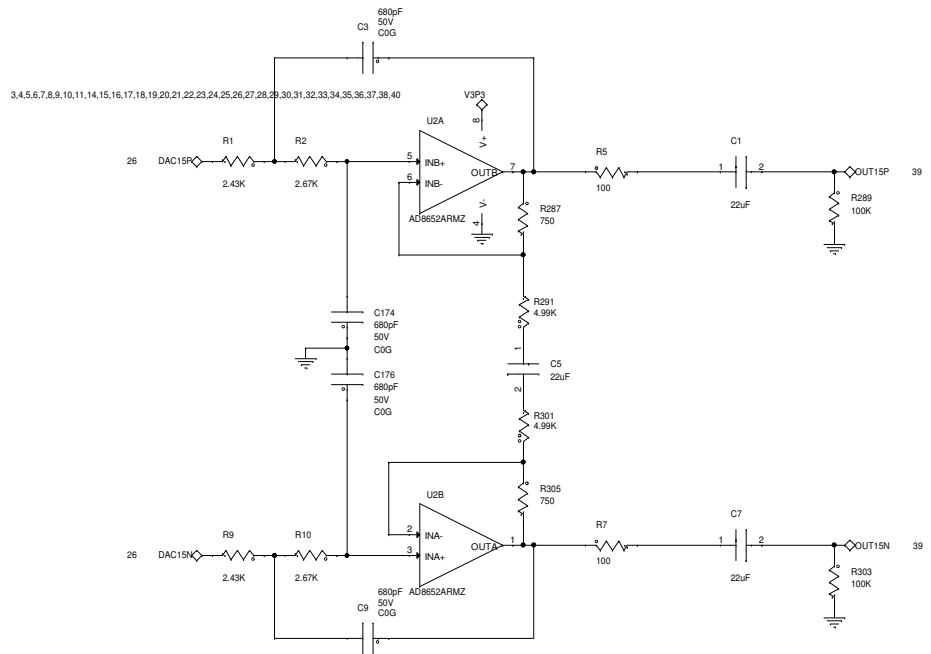 680pF
50V
C0G
C3
3,4,5,6,7,8,9,10,11,14,15,16,17,18,19,20,21,22,23,24,25,26,27,28,29,30,31,32,33,34,35,36,37,38,40
V3P3
8
V+
U2A
R1
R2
C1
26
DAC15P
5
INB+
OUTB
7
R5
1
2
OUT15P
39
2.43K
2.67K
6
INB-
100
22uF
V-
4
AD8652ARMZ
R287
750
R289
100K
R291
4.99K
C174
680pF
50V
C0G
1
C5
22uF
2
C176
680pF
50V
C0G
R301
4.99K
U2B
R305
750
C7
R9
R10
2
INA-
26
DAC15N
3
INA+
OUTA
1
R7
1
2
OUT15N
39
2.43K
2.67K
100
22uF
AD8652ARMZ
R303
100K
680pF
50V
C0G
C9